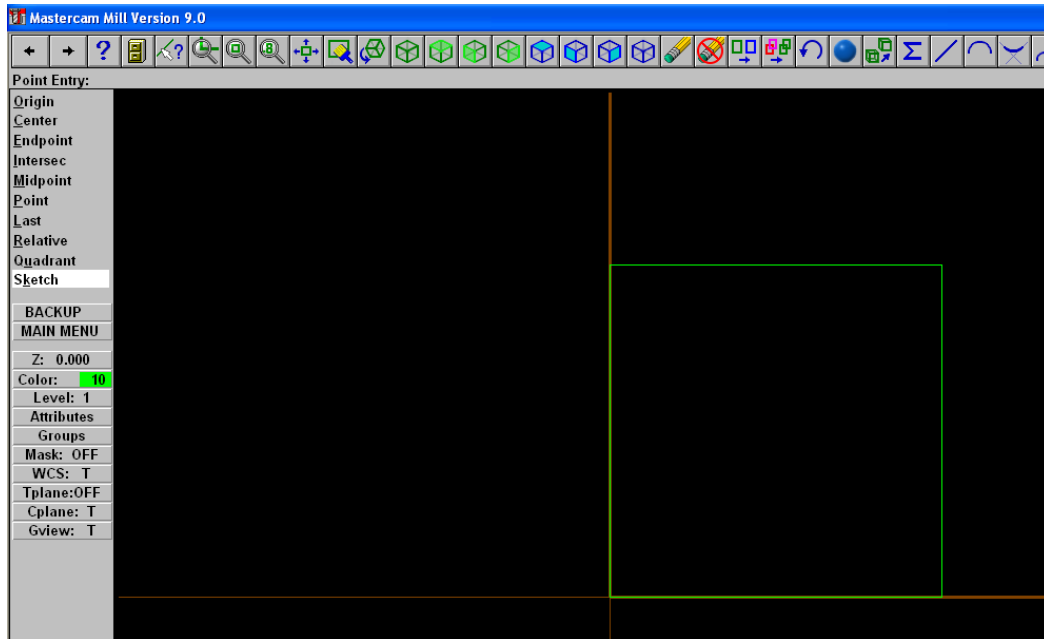 Mastercam Mill Version 9.0
?
?
8
Σ
Point Entry:
Origin
Center
Endpoint
Intersec
Midpoint
Point
Last
Relative
Quadrant
Sketch
BACKUP
MAIN MENU
Z: 0.000
Color: 10
Level: 1
Attributes
Groups
Mask: OFF
WCS: T
Tplane:OFF
Cplane: T
Gview: T